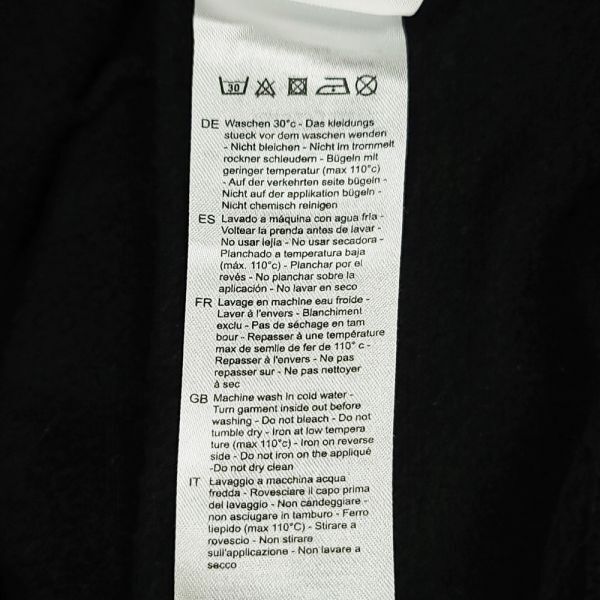 30
DE Waschen 30°c - Das kleidungs
stueck vor dem waschen wenden
- Nicht bleichen - Nicht im trommelt
rockner schleudern - Bügeln mit
geringer temperatur (max 110°c)
- Auf der verkehrten seite bügeln -
Nicht auf der applikation bügeln -
Nicht chemisch reinigen
ES Lavado a máquina con agua fria -
Voltear la prenda antes de lavar -
No usar lejia - No usar secadora -
Planchado a temperatura baja
(máx. 110°c) - Planchar por el
revés - No planchar sobre la
aplicación - No lavar en seco
FR Lavage en machine eau froide -
Laver à l'envers - Blanchiment
exclu - Pas de séchage en tam
bour - Repasser à une température
max de semlle de fer de 110° c -
Repasser à l'envers - Ne pas
repasser sur - Ne pas nettoyer
à sec
GB Machine wash in cold water -
Turn garment inside out before
washing - Do not bleach - Do not
tumble dry - Iron at low tempera
ture (max 110°c) - Iron on reverse
side - Do not iron on the appliqué
-Do not dry clean
IT Lavaggio a macchina acqua
fredda - Rovesciare il capo prima
del lavaggio - Non cándeggiare -
non asciugare in tamburo - Ferro
tiepido (max 110°C) - Stirare a
rovescio - Non stirare
sull'applicazione - Non lavare a
secco